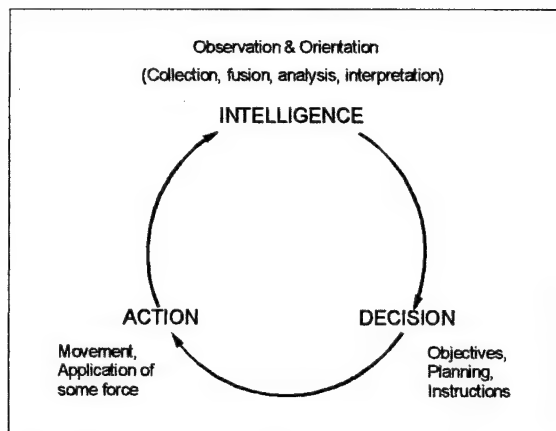 Observation & Orientation
(Collection, fusion, analysis, interpretation)
INTELLIGENCE
ACTION
DECISION
Movement,
Application of
some force
Objectives,
Planning,
Instructions